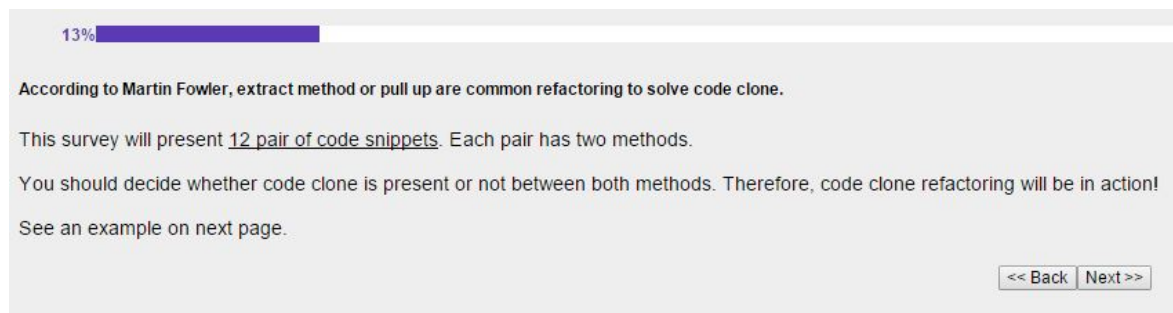 13%
According to Martin Fowler, extract method or pull up are common refactoring to solve code clone.
This survey will present 12 pair of code snippets. Each pair has two methods.
You should decide whether code clone is present or not between both methods. Therefore, code clone refactoring will be in action!
See an example on next page.
<< Back Next >>